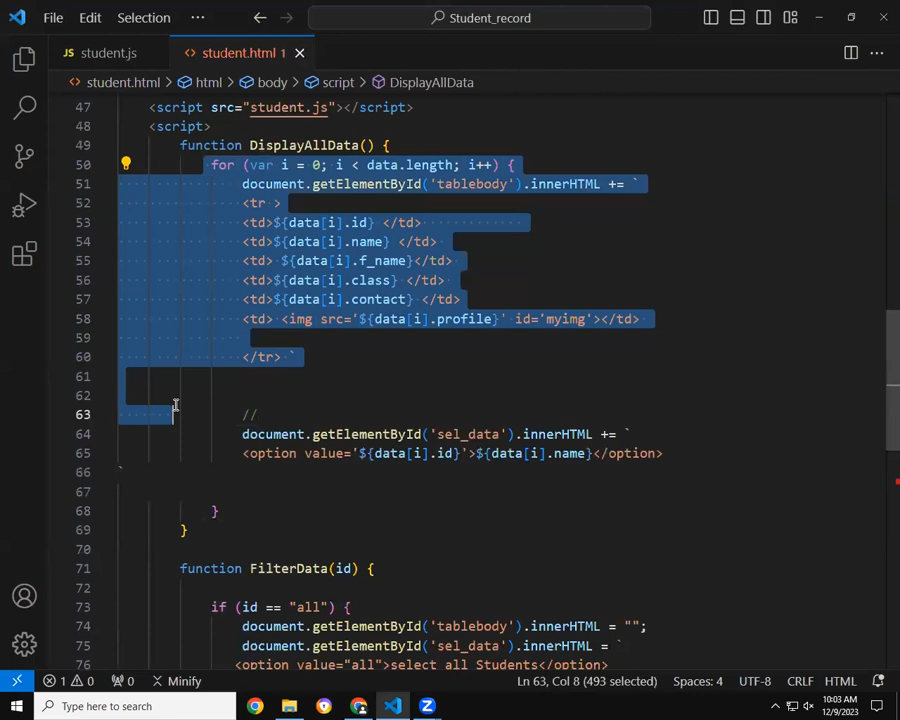 File Edit Selection ··· Student_record
JS student.js <> student.html 1
student.html > html > body > script > DisplayAllData
47 <script src="student.js"></script>
48 <script>
49 function DisplayAllData() {
50 for (var i = 0; i < data.length; i++) {
51 document.getElementById('tablebody').innerHTML += `
52 <tr >
53 <td>${data[i].id} </td>
54 <td>${data[i].name} </td>
55 <td> ${data[i].f_name}</td>
56 <td>${data[i].class} </td>
57 <td>${data[i].contact} </td>
58 <td> <img src='${data[i].profile}' id='myimg'></td>
59
60 </tr> `
61
62
63 //
64 document.getElementById('sel_data').innerHTML += `
65 <option value='${data[i].id}'>${data[i].name}</option>
66 `
67
68 }
69 }
70
71 function FilterData(id) {
72
73 if (id == "all") {
74 document.getElementById('tablebody').innerHTML = "";
75 document.getElementById('sel_data').innerHTML = `
76 <option value="all">select all Students</option>
1 0 0 Minify Ln 63, Col 8 (493 selected) Spaces: 4 UTF-8 CRLF HTML
Type here to search 10:03 AM
12/9/2023